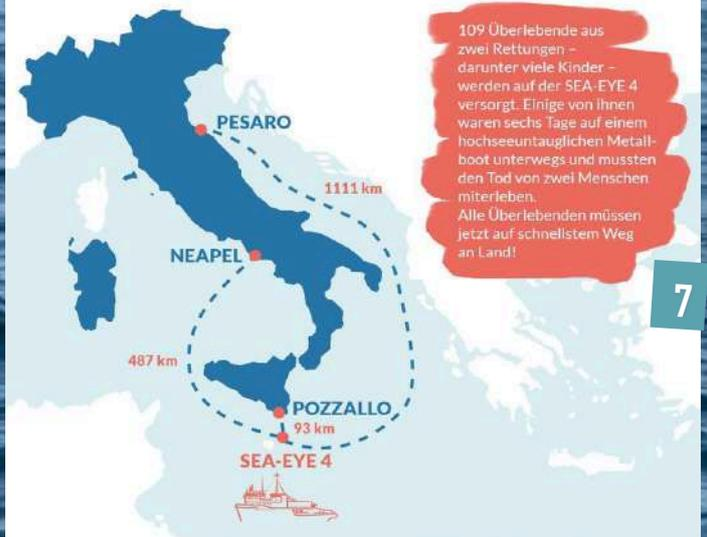 109 Überlebende aus
zwei Rettungen –
darunter viele Kinder –
werden auf der SEA-EYE 4
versorgt. Einige von ihnen
waren sechs Tage auf einem
hochseeuntauglichen Metall-
boot unterwegs und mussten
den Tod von zwei Menschen
miterleben.
Alle Überlebenden müssen
jetzt auf schnellstem Weg
an Land!
PESARO
1111 km
NEAPEL
7
487 km
POZZALLO
93 km
SEA-EYE 4